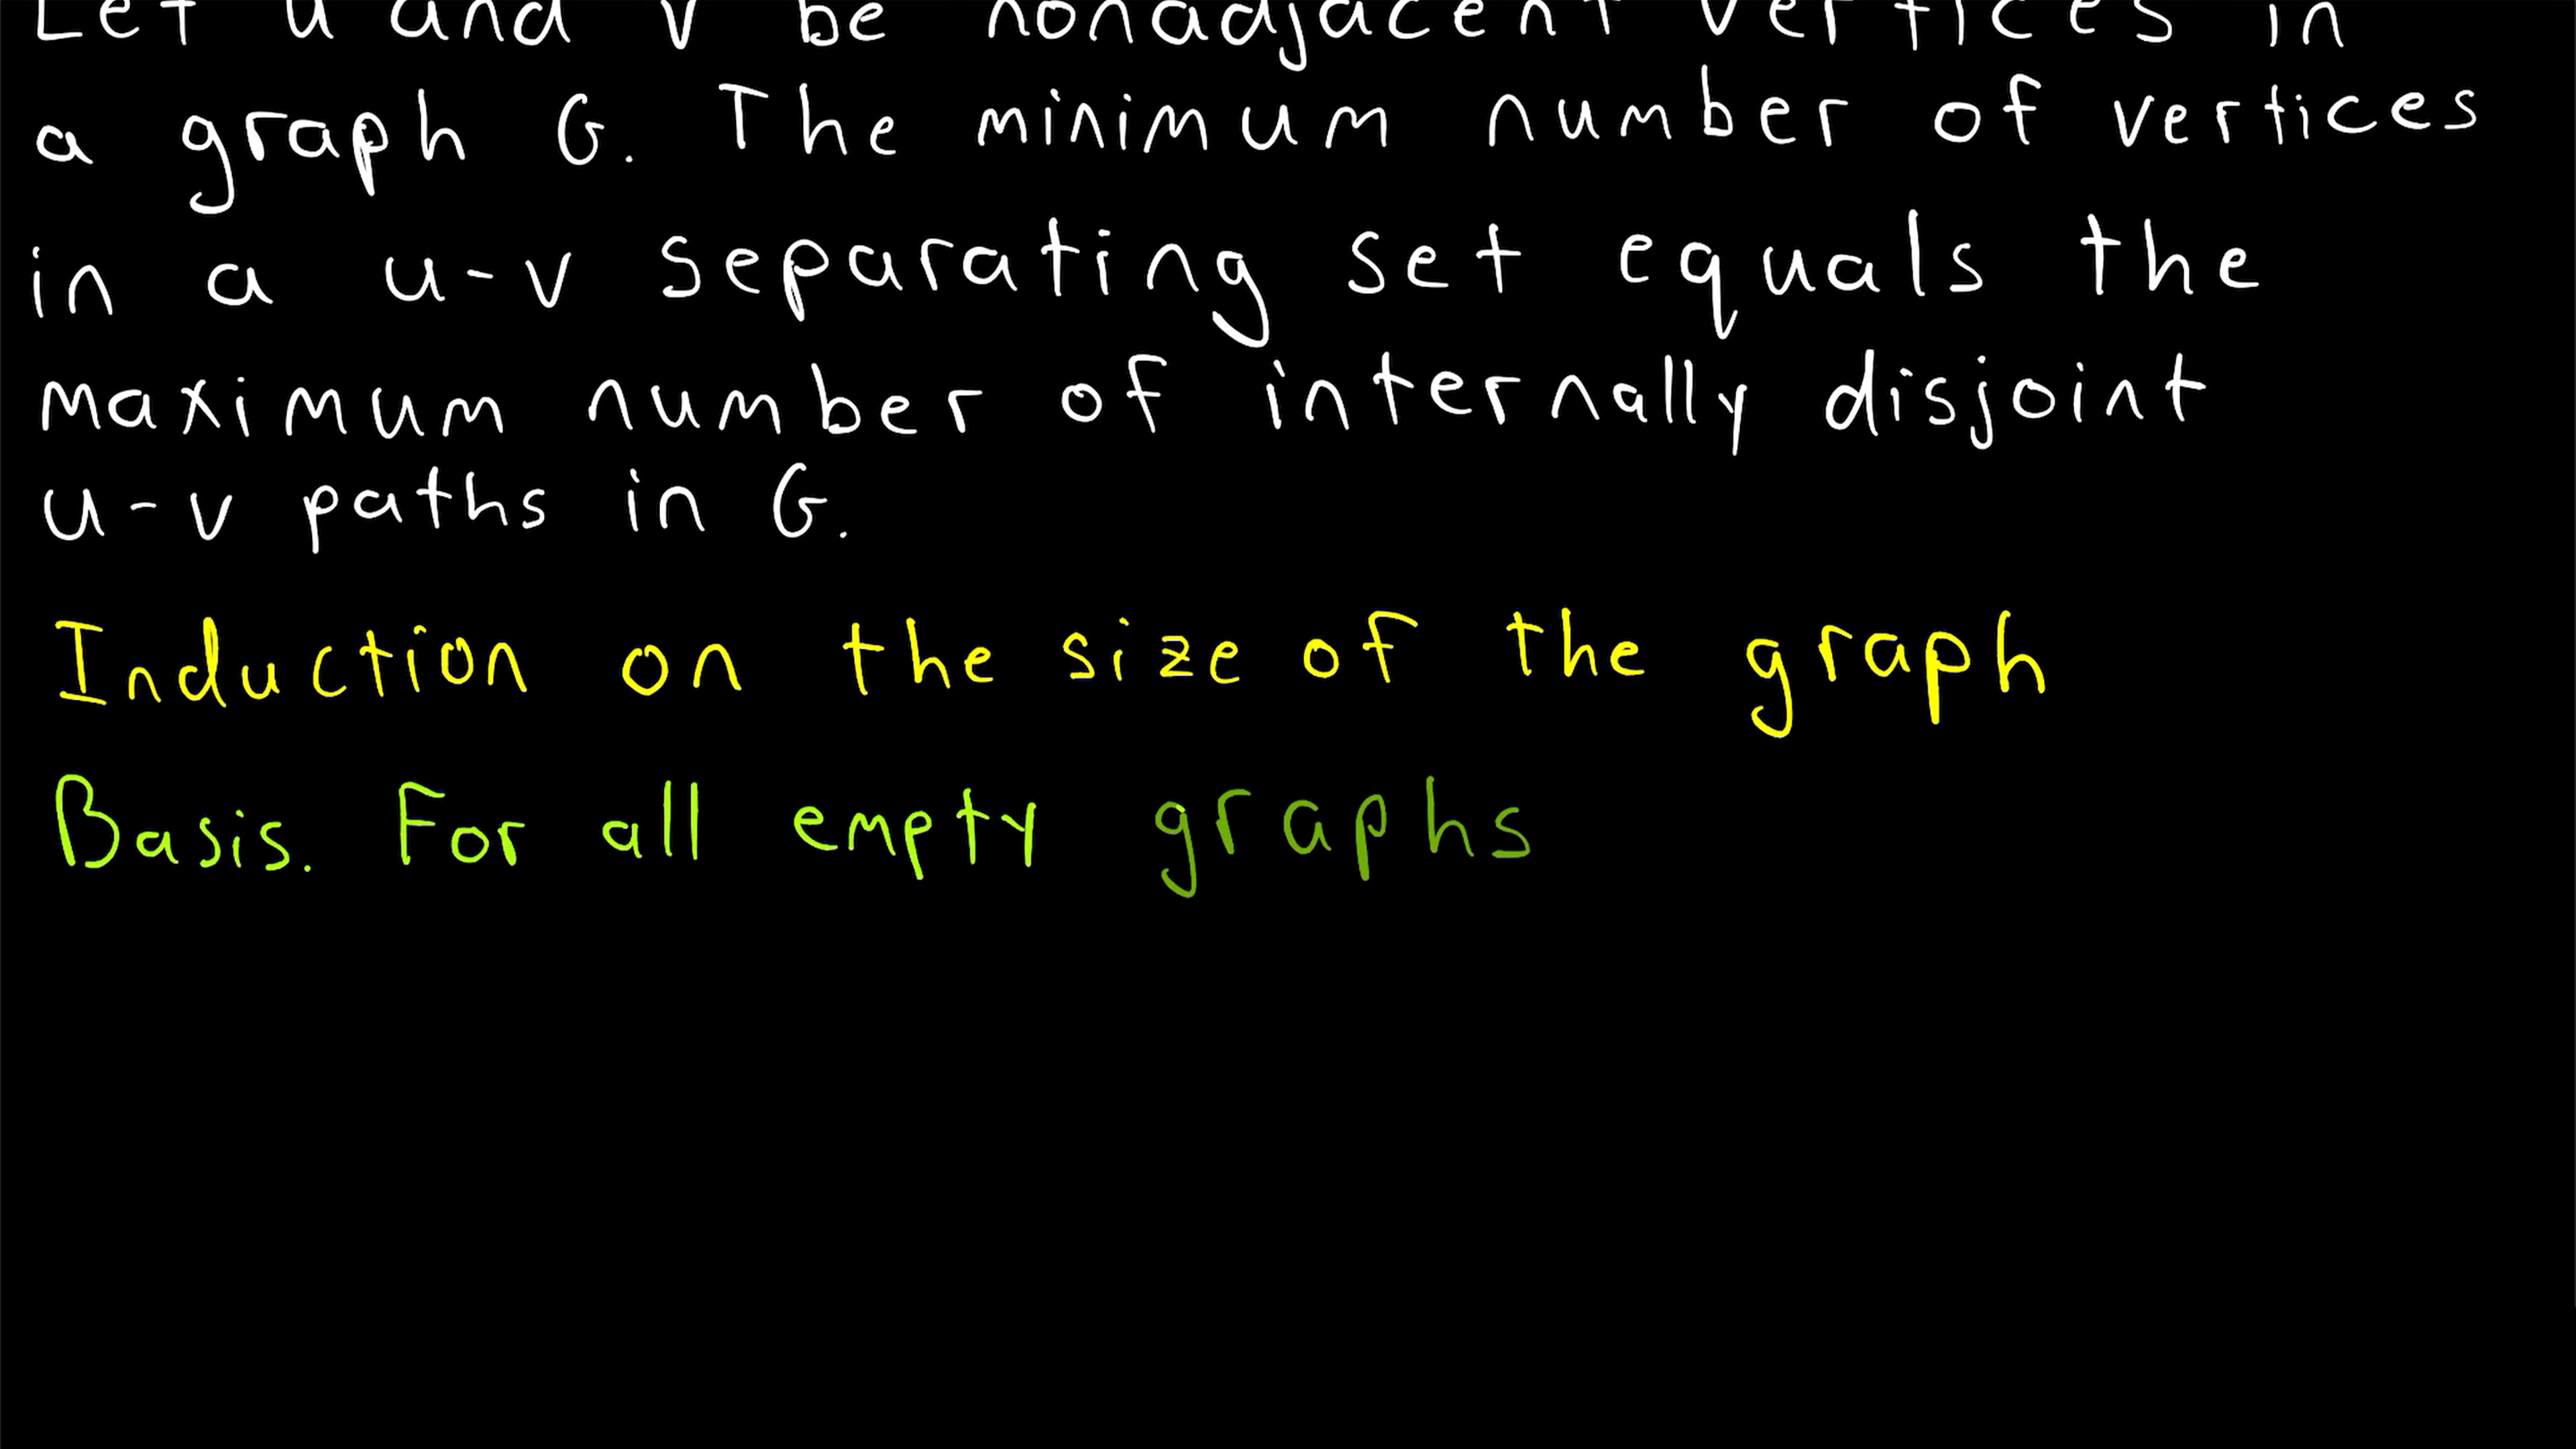 Let u and v be nonadjacent vertices in
a graph G. The minimum number of vertices
in a u-v separating set equals the
maximum number of internally disjoint
u-v paths in G.
Induction on the size of the graph
Basis. For all empty graphs